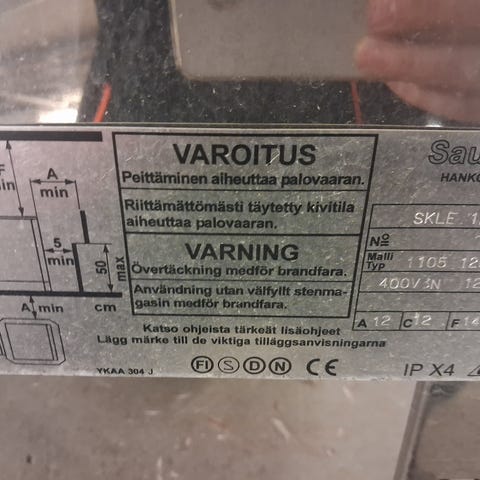 VAROITUS
Peittäminen aiheuttaa palovaaran.
Riittämättömästi täytetty kivitila
aiheuttaa palovaaran.
VARNING
Övertäckning medför brandfara.
Användning utan välfyllt stenma-
gasin medför brandfara.
Katso ohjeista tärkeät lisäohjeet
Lägg märke till de viktiga tilläggsanvisningarna
YKAA 304 J
FI S D N CE
A
min
5
min
50
max
A min
cm
HANKO
SKLE
No
Malli
Typ
1105
400V3N
A 12 C 12 F 14
IP X4